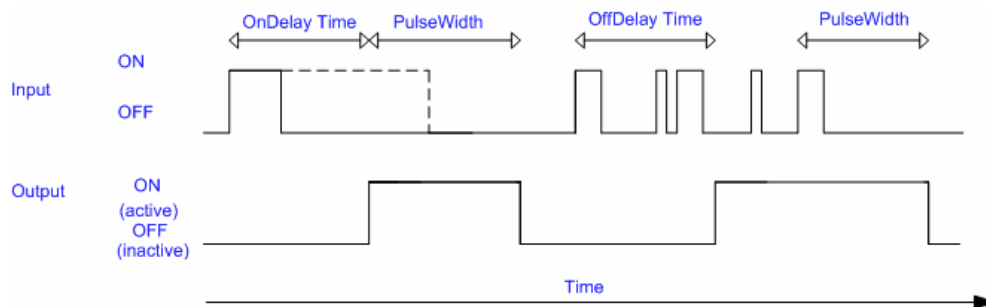 OnDelay Time
PulseWidth
OffDelay Time
PulseWidth
Input
ON
OFF
Output
ON
(active)
OFF
(inactive)
Time